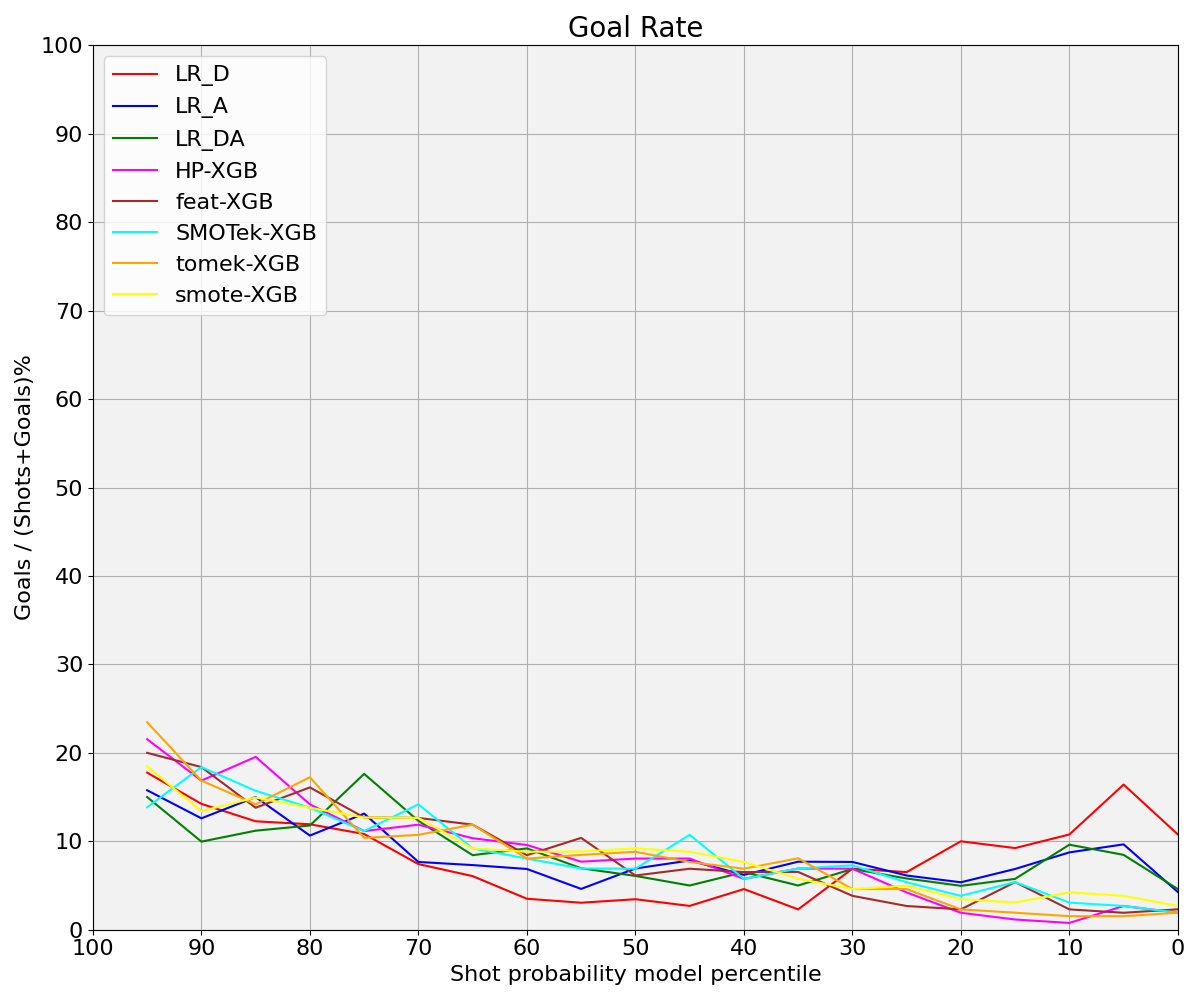 Goal Rate
100
90
80
70
60
50
40
30
20
10
0
Goals / (Shots+Goals)%
LR_D
LR_A
LR_DA
HP-XGB
feat-XGB
SMOTek-XGB
tomek-XGB
smote-XGB
100 90 80 70 60 50 40 30 20 10 0
Shot probability model percentile